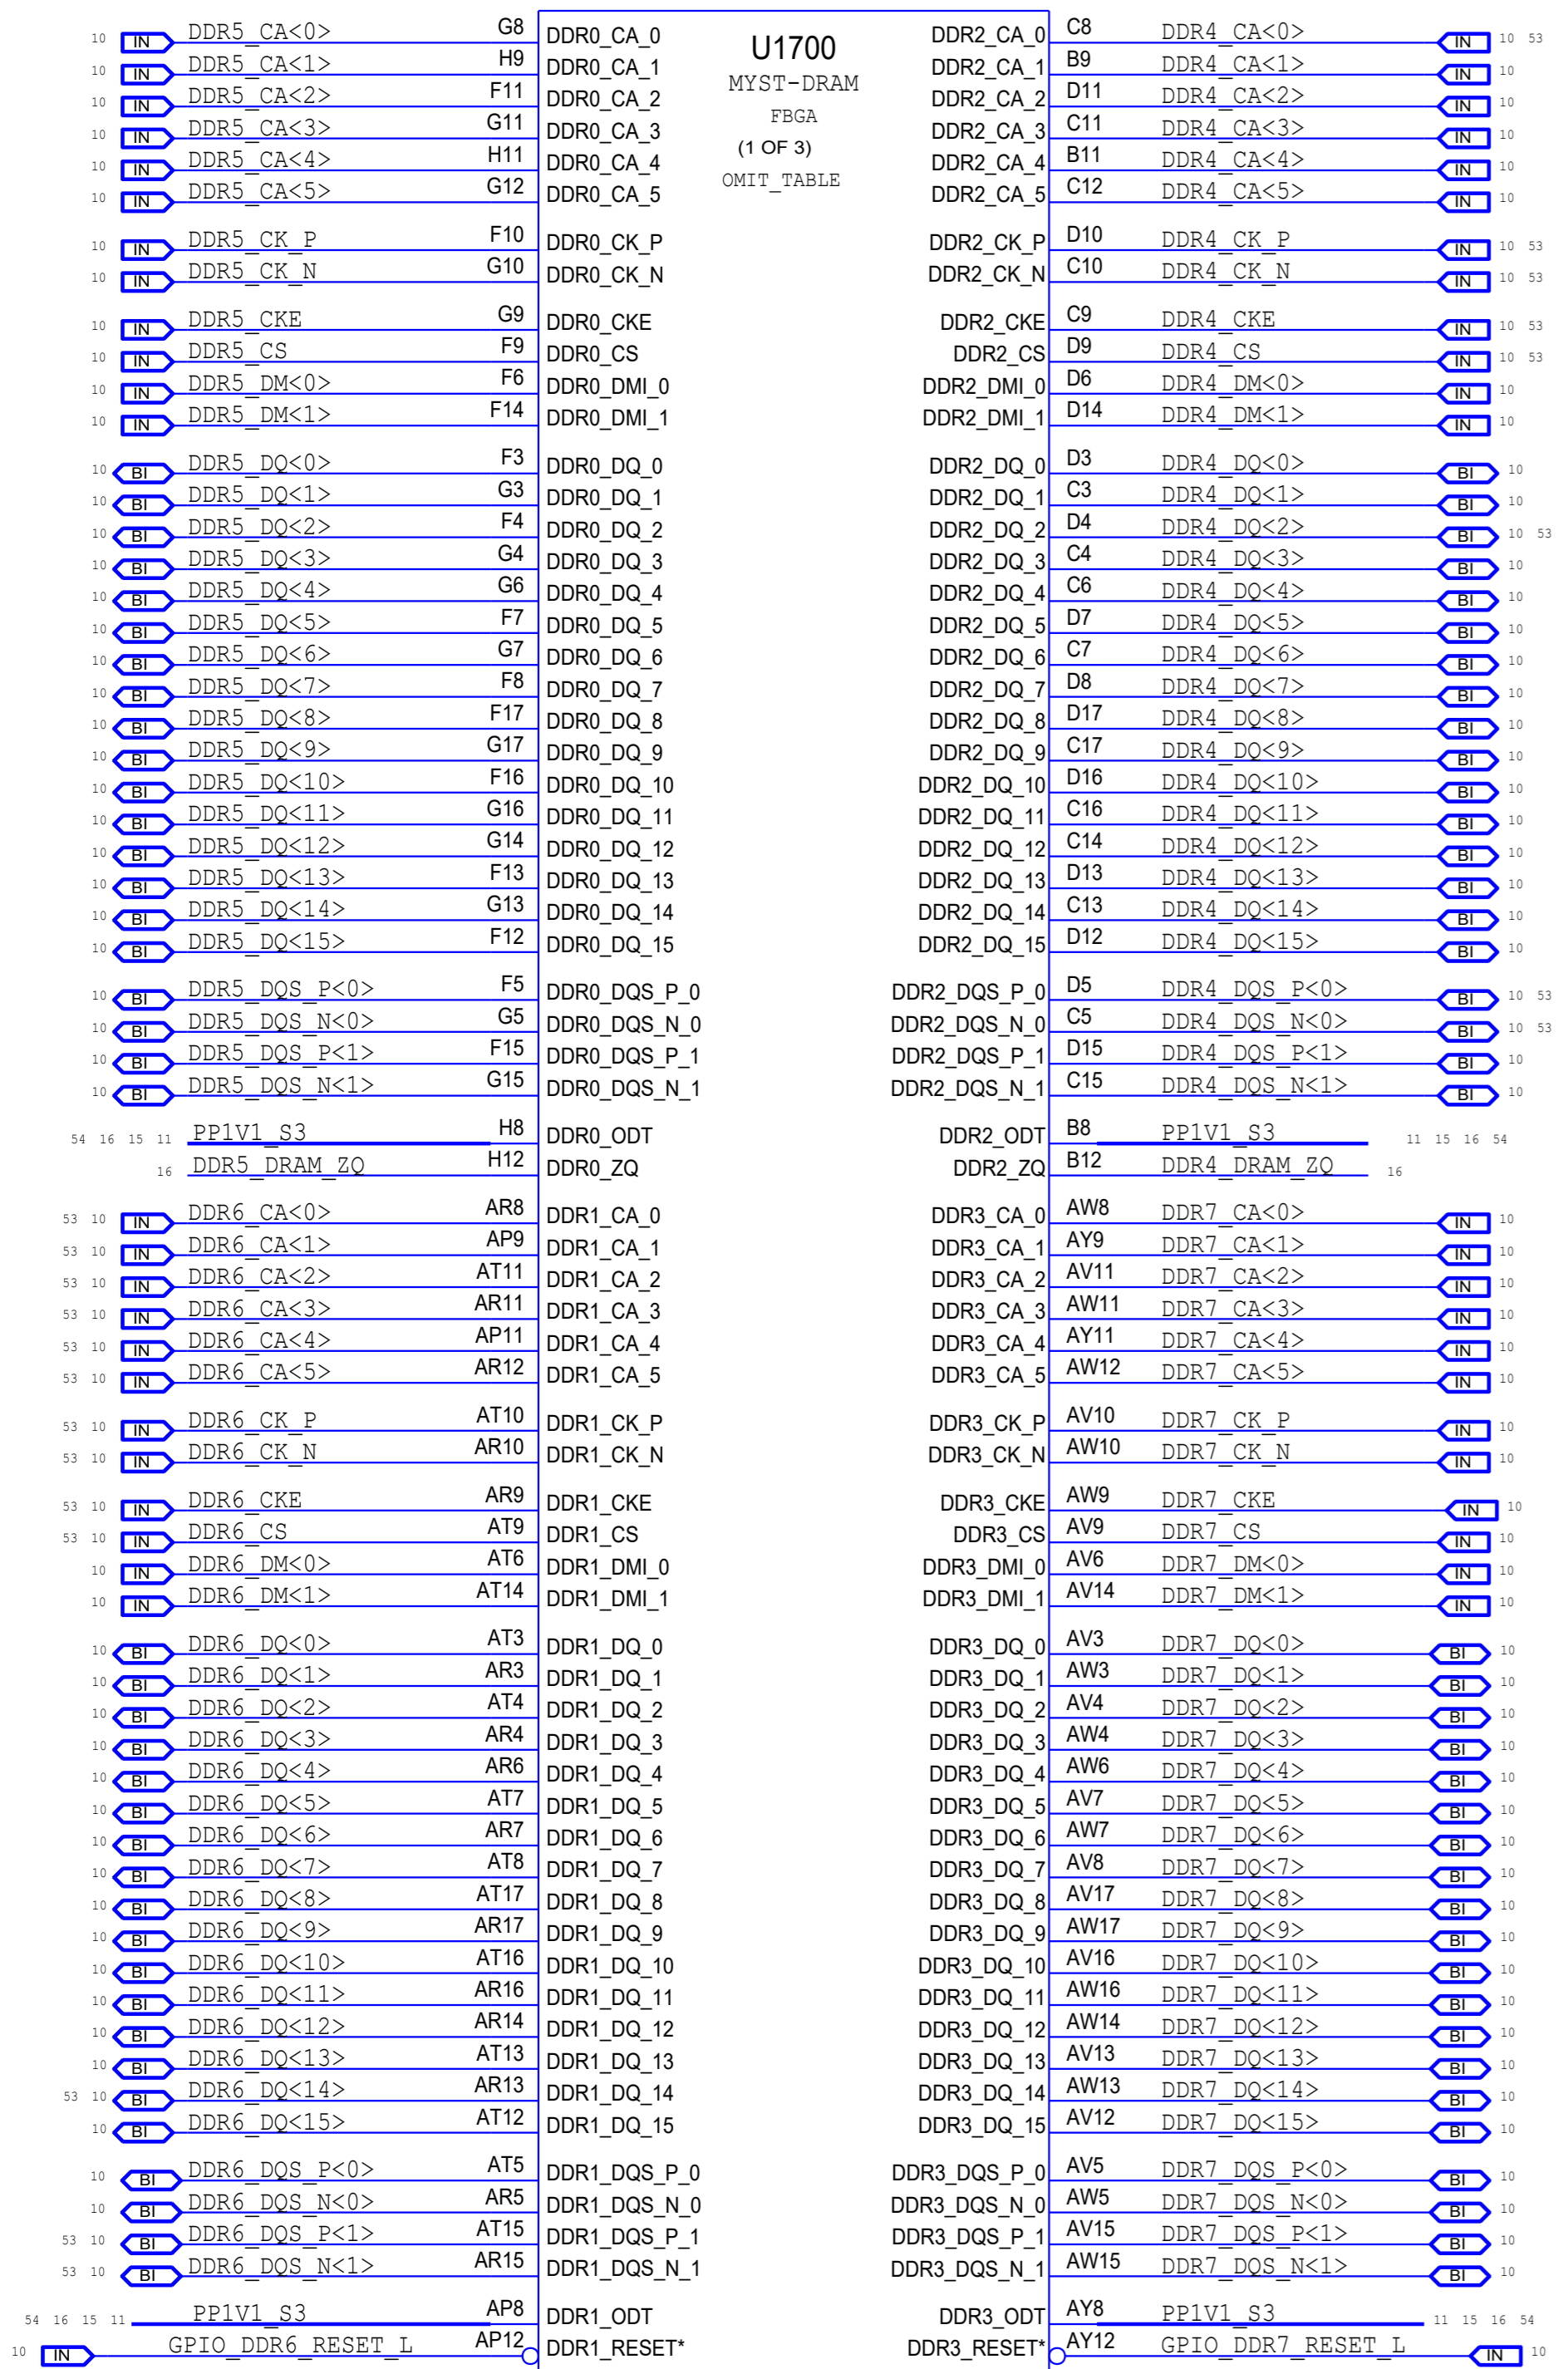 U1700
MYST-DRAM
FBGA
(1 OF 3)
OMIT_TABLE
10 IN DDR5_CA<0> G8 DDR0_CA_0 DDR2_CA_0 C8 DDR4_CA<0> IN 10 53
10 IN DDR5_CA<1> H9 DDR0_CA_1 DDR2_CA_1 B9 DDR4_CA<1> IN 10
10 IN DDR5_CA<2> F11 DDR0_CA_2 DDR2_CA_2 D11 DDR4_CA<2> IN 10
10 IN DDR5_CA<3> G11 DDR0_CA_3 DDR2_CA_3 C11 DDR4_CA<3> IN 10
10 IN DDR5_CA<4> H11 DDR0_CA_4 DDR2_CA_4 B11 DDR4_CA<4> IN 10
10 IN DDR5_CA<5> G12 DDR0_CA_5 DDR2_CA_5 C12 DDR4_CA<5> IN 10
10 IN DDR5_CK_P F10 DDR0_CK_P DDR2_CK_P D10 DDR4_CK_P IN 10 53
10 IN DDR5_CK_N G10 DDR0_CK_N DDR2_CK_N C10 DDR4_CK_N IN 10 53
10 IN DDR5_CKE G9 DDR0_CKE DDR2_CKE C9 DDR4_CKE IN 10 53
10 IN DDR5_CS F9 DDR0_CS DDR2_CS D9 DDR4_CS IN 10 53
10 IN DDR5_DM<0> F6 DDR0_DMI_0 DDR2_DMI_0 D6 DDR4_DM<0> IN 10
10 IN DDR5_DM<1> F14 DDR0_DMI_1 DDR2_DMI_1 D14 DDR4_DM<1> IN 10
10 BI DDR5_DQ<0> F3 DDR0_DQ_0 DDR2_DQ_0 D3 DDR4_DQ<0> BI 10
10 BI DDR5_DQ<1> G3 DDR0_DQ_1 DDR2_DQ_1 C3 DDR4_DQ<1> BI 10
10 BI DDR5_DQ<2> F4 DDR0_DQ_2 DDR2_DQ_2 D4 DDR4_DQ<2> BI 10 53
10 BI DDR5_DQ<3> G4 DDR0_DQ_3 DDR2_DQ_3 C4 DDR4_DQ<3> BI 10
10 BI DDR5_DQ<4> G6 DDR0_DQ_4 DDR2_DQ_4 C6 DDR4_DQ<4> BI 10
10 BI DDR5_DQ<5> F7 DDR0_DQ_5 DDR2_DQ_5 D7 DDR4_DQ<5> BI 10
10 BI DDR5_DQ<6> G7 DDR0_DQ_6 DDR2_DQ_6 C7 DDR4_DQ<6> BI 10
10 BI DDR5_DQ<7> F8 DDR0_DQ_7 DDR2_DQ_7 D8 DDR4_DQ<7> BI 10
10 BI DDR5_DQ<8> F17 DDR0_DQ_8 DDR2_DQ_8 D17 DDR4_DQ<8> BI 10
10 BI DDR5_DQ<9> G17 DDR0_DQ_9 DDR2_DQ_9 C17 DDR4_DQ<9> BI 10
10 BI DDR5_DQ<10> F16 DDR0_DQ_10 DDR2_DQ_10 D16 DDR4_DQ<10> BI 10
10 BI DDR5_DQ<11> G16 DDR0_DQ_11 DDR2_DQ_11 C16 DDR4_DQ<11> BI 10
10 BI DDR5_DQ<12> G14 DDR0_DQ_12 DDR2_DQ_12 C14 DDR4_DQ<12> BI 10
10 BI DDR5_DQ<13> F13 DDR0_DQ_13 DDR2_DQ_13 D13 DDR4_DQ<13> BI 10
10 BI DDR5_DQ<14> G13 DDR0_DQ_14 DDR2_DQ_14 C13 DDR4_DQ<14> BI 10
10 BI DDR5_DQ<15> F12 DDR0_DQ_15 DDR2_DQ_15 D12 DDR4_DQ<15> BI 10
10 BI DDR5_DQS_P<0> F5 DDR0_DQS_P_0 DDR2_DQS_P_0 D5 DDR4_DQS_P<0> BI 10 53
10 BI DDR5_DQS_N<0> G5 DDR0_DQS_N_0 DDR2_DQS_N_0 C5 DDR4_DQS_N<0> BI 10 53
10 BI DDR5_DQS_P<1> F15 DDR0_DQS_P_1 DDR2_DQS_P_1 D15 DDR4_DQS_P<1> BI 10
10 BI DDR5_DQS_N<1> G15 DDR0_DQS_N_1 DDR2_DQS_N_1 C15 DDR4_DQS_N<1> BI 10
54 16 15 11 PP1V1_S3 H8 DDR0_ODT DDR2_ODT B8 PP1V1_S3 11 15 16 54
16 DDR5_DRAM_ZQ H12 DDR0_ZQ DDR2_ZQ B12 DDR4_DRAM_ZQ 16
53 10 IN DDR6_CA<0> AR8 DDR1_CA_0 DDR3_CA_0 AW8 DDR7_CA<0> IN 10
53 10 IN DDR6_CA<1> AP9 DDR1_CA_1 DDR3_CA_1 AY9 DDR7_CA<1> IN 10
53 10 IN DDR6_CA<2> AT11 DDR1_CA_2 DDR3_CA_2 AV11 DDR7_CA<2> IN 10
53 10 IN DDR6_CA<3> AR11 DDR1_CA_3 DDR3_CA_3 AW11 DDR7_CA<3> IN 10
53 10 IN DDR6_CA<4> AP11 DDR1_CA_4 DDR3_CA_4 AY11 DDR7_CA<4> IN 10
53 10 IN DDR6_CA<5> AR12 DDR1_CA_5 DDR3_CA_5 AW12 DDR7_CA<5> IN 10
53 10 IN DDR6_CK_P AT10 DDR1_CK_P DDR3_CK_P AV10 DDR7_CK_P IN 10
53 10 IN DDR6_CK_N AR10 DDR1_CK_N DDR3_CK_N AW10 DDR7_CK_N IN 10
53 10 IN DDR6_CKE AR9 DDR1_CKE DDR3_CKE AW9 DDR7_CKE IN 10
53 10 IN DDR6_CS AT9 DDR1_CS DDR3_CS AV9 DDR7_CS IN 10
10 IN DDR6_DM<0> AT6 DDR1_DMI_0 DDR3_DMI_0 AV6 DDR7_DM<0> IN 10
10 IN DDR6_DM<1> AT14 DDR1_DMI_1 DDR3_DMI_1 AV14 DDR7_DM<1> IN 10
10 BI DDR6_DQ<0> AT3 DDR1_DQ_0 DDR3_DQ_0 AV3 DDR7_DQ<0> BI 10
10 BI DDR6_DQ<1> AR3 DDR1_DQ_1 DDR3_DQ_1 AW3 DDR7_DQ<1> BI 10
10 BI DDR6_DQ<2> AT4 DDR1_DQ_2 DDR3_DQ_2 AV4 DDR7_DQ<2> BI 10
10 BI DDR6_DQ<3> AR4 DDR1_DQ_3 DDR3_DQ_3 AW4 DDR7_DQ<3> BI 10
10 BI DDR6_DQ<4> AR6 DDR1_DQ_4 DDR3_DQ_4 AW6 DDR7_DQ<4> BI 10
10 BI DDR6_DQ<5> AT7 DDR1_DQ_5 DDR3_DQ_5 AV7 DDR7_DQ<5> BI 10
10 BI DDR6_DQ<6> AR7 DDR1_DQ_6 DDR3_DQ_6 AW7 DDR7_DQ<6> BI 10
10 BI DDR6_DQ<7> AT8 DDR1_DQ_7 DDR3_DQ_7 AV8 DDR7_DQ<7> BI 10
10 BI DDR6_DQ<8> AT17 DDR1_DQ_8 DDR3_DQ_8 AV17 DDR7_DQ<8> BI 10
10 BI DDR6_DQ<9> AR17 DDR1_DQ_9 DDR3_DQ_9 AW17 DDR7_DQ<9> BI 10
10 BI DDR6_DQ<10> AT16 DDR1_DQ_10 DDR3_DQ_10 AV16 DDR7_DQ<10> BI 10
10 BI DDR6_DQ<11> AR16 DDR1_DQ_11 DDR3_DQ_11 AW16 DDR7_DQ<11> BI 10
10 BI DDR6_DQ<12> AR14 DDR1_DQ_12 DDR3_DQ_12 AW14 DDR7_DQ<12> BI 10
10 BI DDR6_DQ<13> AT13 DDR1_DQ_13 DDR3_DQ_13 AV13 DDR7_DQ<13> BI 10
53 10 BI DDR6_DQ<14> AR13 DDR1_DQ_14 DDR3_DQ_14 AW13 DDR7_DQ<14> BI 10
10 BI DDR6_DQ<15> AT12 DDR1_DQ_15 DDR3_DQ_15 AV12 DDR7_DQ<15> BI 10
10 BI DDR6_DQS_P<0> AT5 DDR1_DQS_P_0 DDR3_DQS_P_0 AV5 DDR7_DQS_P<0> BI 10
10 BI DDR6_DQS_N<0> AR5 DDR1_DQS_N_0 DDR3_DQS_N_0 AW5 DDR7_DQS_N<0> BI 10
53 10 BI DDR6_DQS_P<1> AT15 DDR1_DQS_P_1 DDR3_DQS_P_1 AV15 DDR7_DQS_P<1> BI 10
53 10 BI DDR6_DQS_N<1> AR15 DDR1_DQS_N_1 DDR3_DQS_N_1 AW15 DDR7_DQS_N<1> BI 10
54 16 15 11 PP1V1_S3 AP8 DDR1_ODT DDR3_ODT AY8 PP1V1_S3 11 15 16 54
10 IN GPIO_DDR6_RESET_L AP12 DDR1_RESET* DDR3_RESET* AY12 GPIO_DDR7_RESET_L IN 10